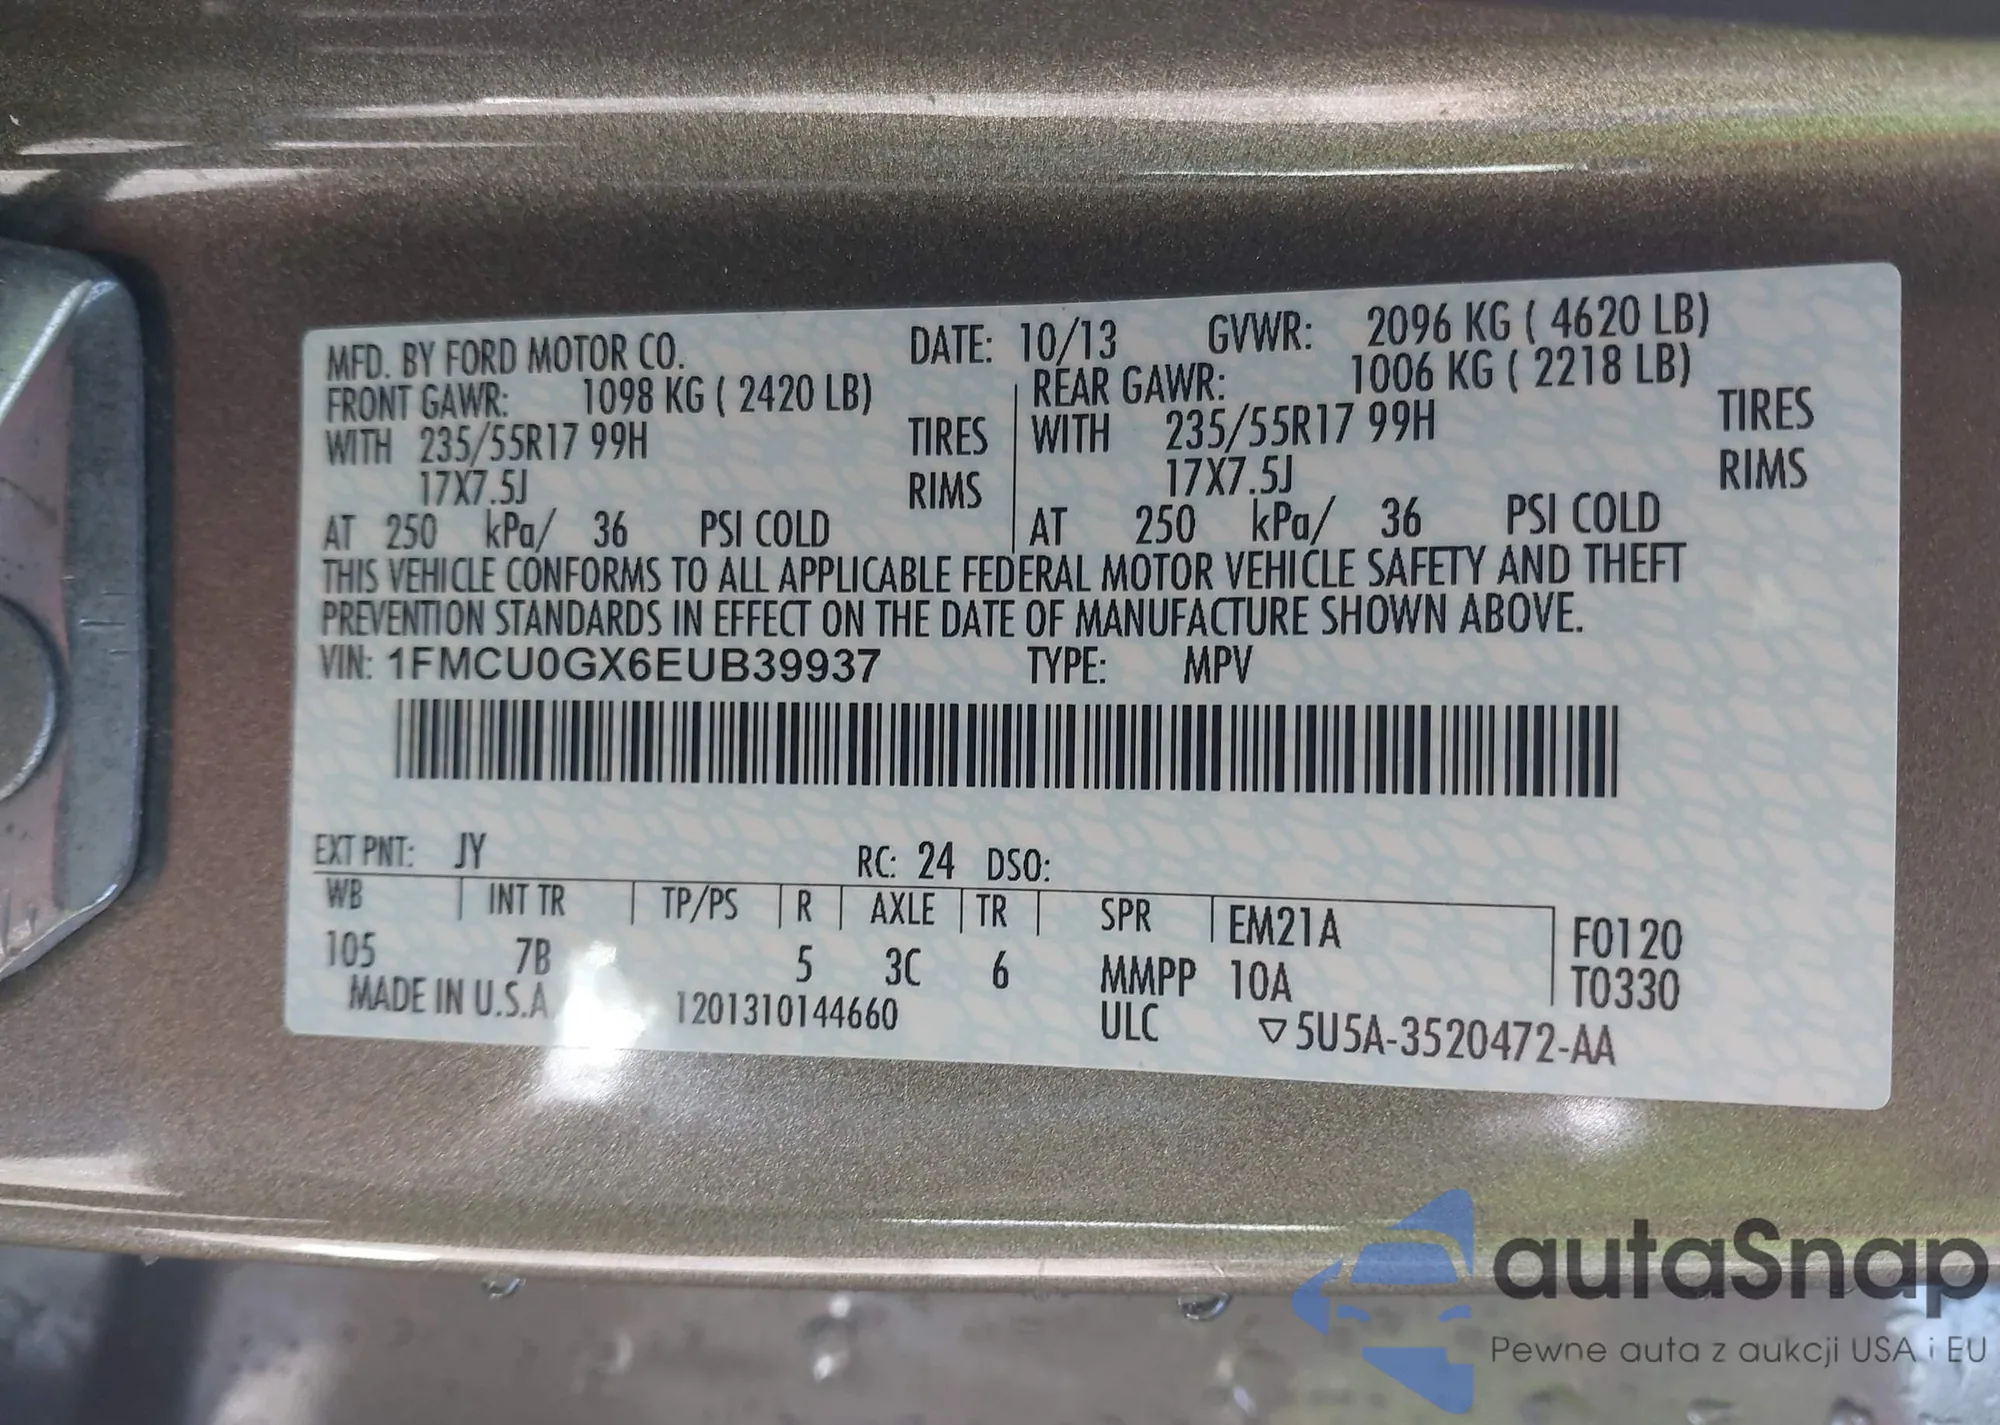 MFD. BY FORD MOTOR CO. DATE: 10/13 GVWR: 2096 KG ( 4620 LB)
FRONT GAWR: 1098 KG ( 2420 LB) REAR GAWR: 1006 KG ( 2218 LB)
WITH 235/55R17 99H TIRES WITH 235/55R17 99H TIRES
17X7.5J RIMS 17X7.5J RIMS
AT 250 kPa/ 36 PSI COLD AT 250 kPa/ 36 PSI COLD
THIS VEHICLE CONFORMS TO ALL APPLICABLE FEDERAL MOTOR VEHICLE SAFETY AND THEFT
PREVENTION STANDARDS IN EFFECT ON THE DATE OF MANUFACTURE SHOWN ABOVE.
VIN: 1FMCU0GX6EUB39937 TYPE: MPV
EXT PNT: JY RC: 24 DSO:
WB INT TR TP/PS R AXLE TR SPR EM21A F0120
105 7B 5 3C 6 MMPP 10A T0330
MADE IN U.S.A 1201310144660 ULC ▽5U5A-3520472-AA
autaSnap
Pewne auta z aukcji USA i EU